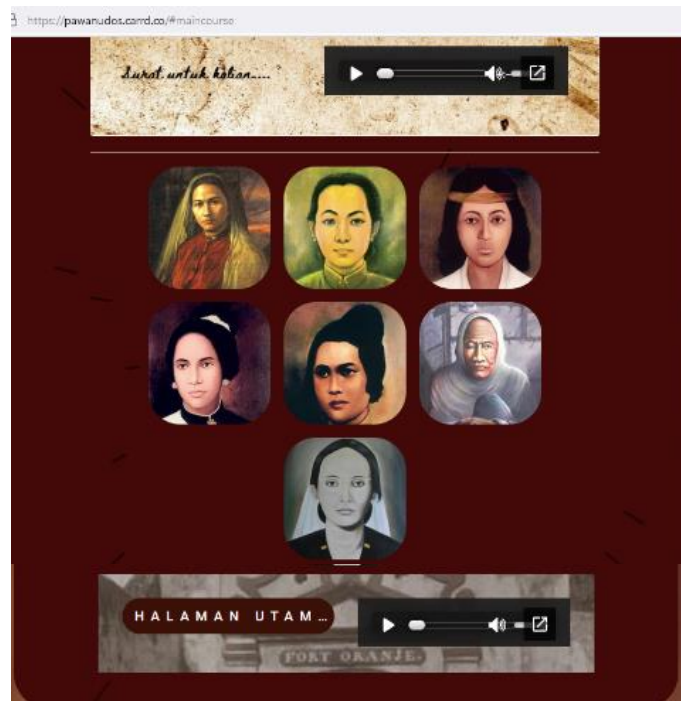 https://pawanudos.carrd.co/#maincourse
Surat untuk kalian....
HALAMAN UTAM…
FORT ORANJE.